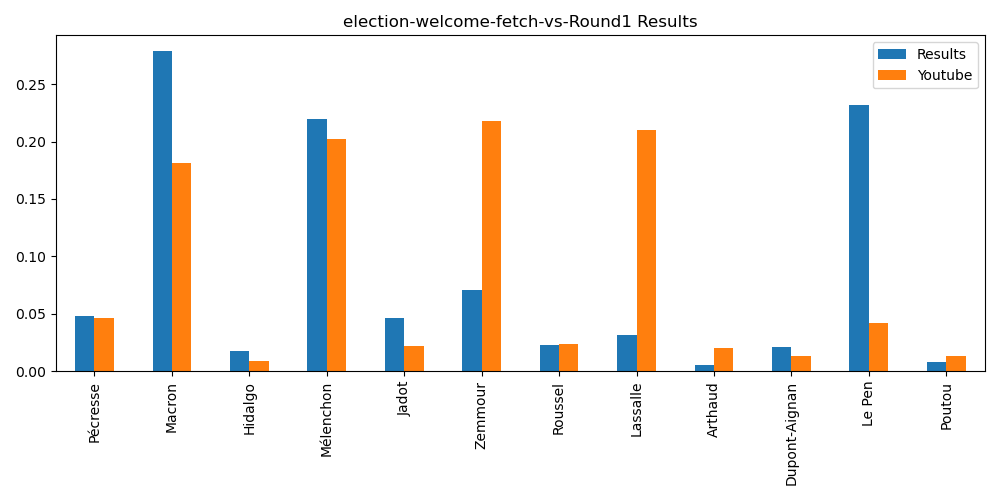 election-welcome-fetch-vs-Round1 Results
Results
Youtube
0.25
0.20
0.15
0.10
0.05
0.00
Pécresse
Macron
Hidalgo
Mélenchon
Jadot
Zemmour
Roussel
Lassalle
Arthaud
Dupont-Aignan
Le Pen
Poutou